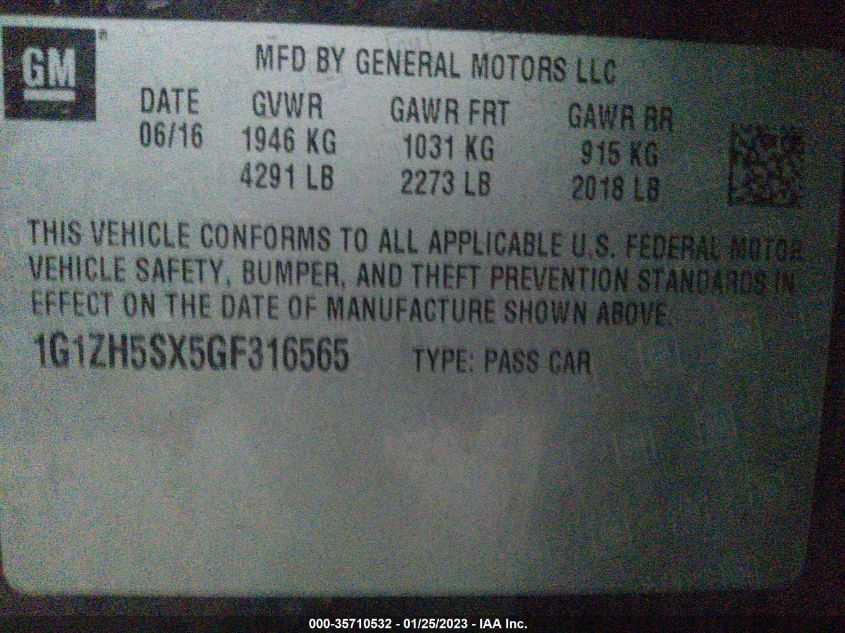 GM®
MFD BY GENERAL MOTORS LLC
DATE GVWR GAWR FRT GAWR RR
06/16 1946 KG 1031 KG 915 KG
4291 LB 2273 LB 2018 LB
THIS VEHICLE CONFORMS TO ALL APPLICABLE U.S. FEDERAL MOTOR
VEHICLE SAFETY, BUMPER, AND THEFT PREVENTION STANDARDS IN
EFFECT ON THE DATE OF MANUFACTURE SHOWN ABOVE.
1G1ZH5SX5GF316565 TYPE: PASS CAR
000-35710532 - 01/25/2023 - IAA Inc.